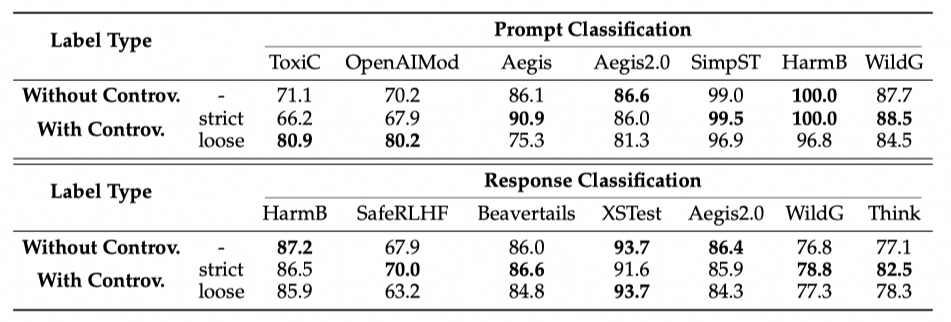 Label Type Prompt Classification
ToxiC OpenAIMod Aegis Aegis2.0 SimpST HarmB WildG
Without Controv. - 71.1 70.2 86.1 86.6 99.0 100.0 87.7
With Controv. strict 66.2 67.9 90.9 86.0 99.5 100.0 88.5
loose 80.9 80.2 75.3 81.3 96.9 96.8 84.5
Label Type Response Classification
HarmB SafeRLHF Beavertails XSTest Aegis2.0 WildG Think
Without Controv. - 87.2 67.9 86.0 93.7 86.4 76.8 77.1
With Controv. strict 86.5 70.0 86.6 91.6 85.9 78.8 82.5
loose 85.9 63.2 84.8 93.7 84.3 77.3 78.3